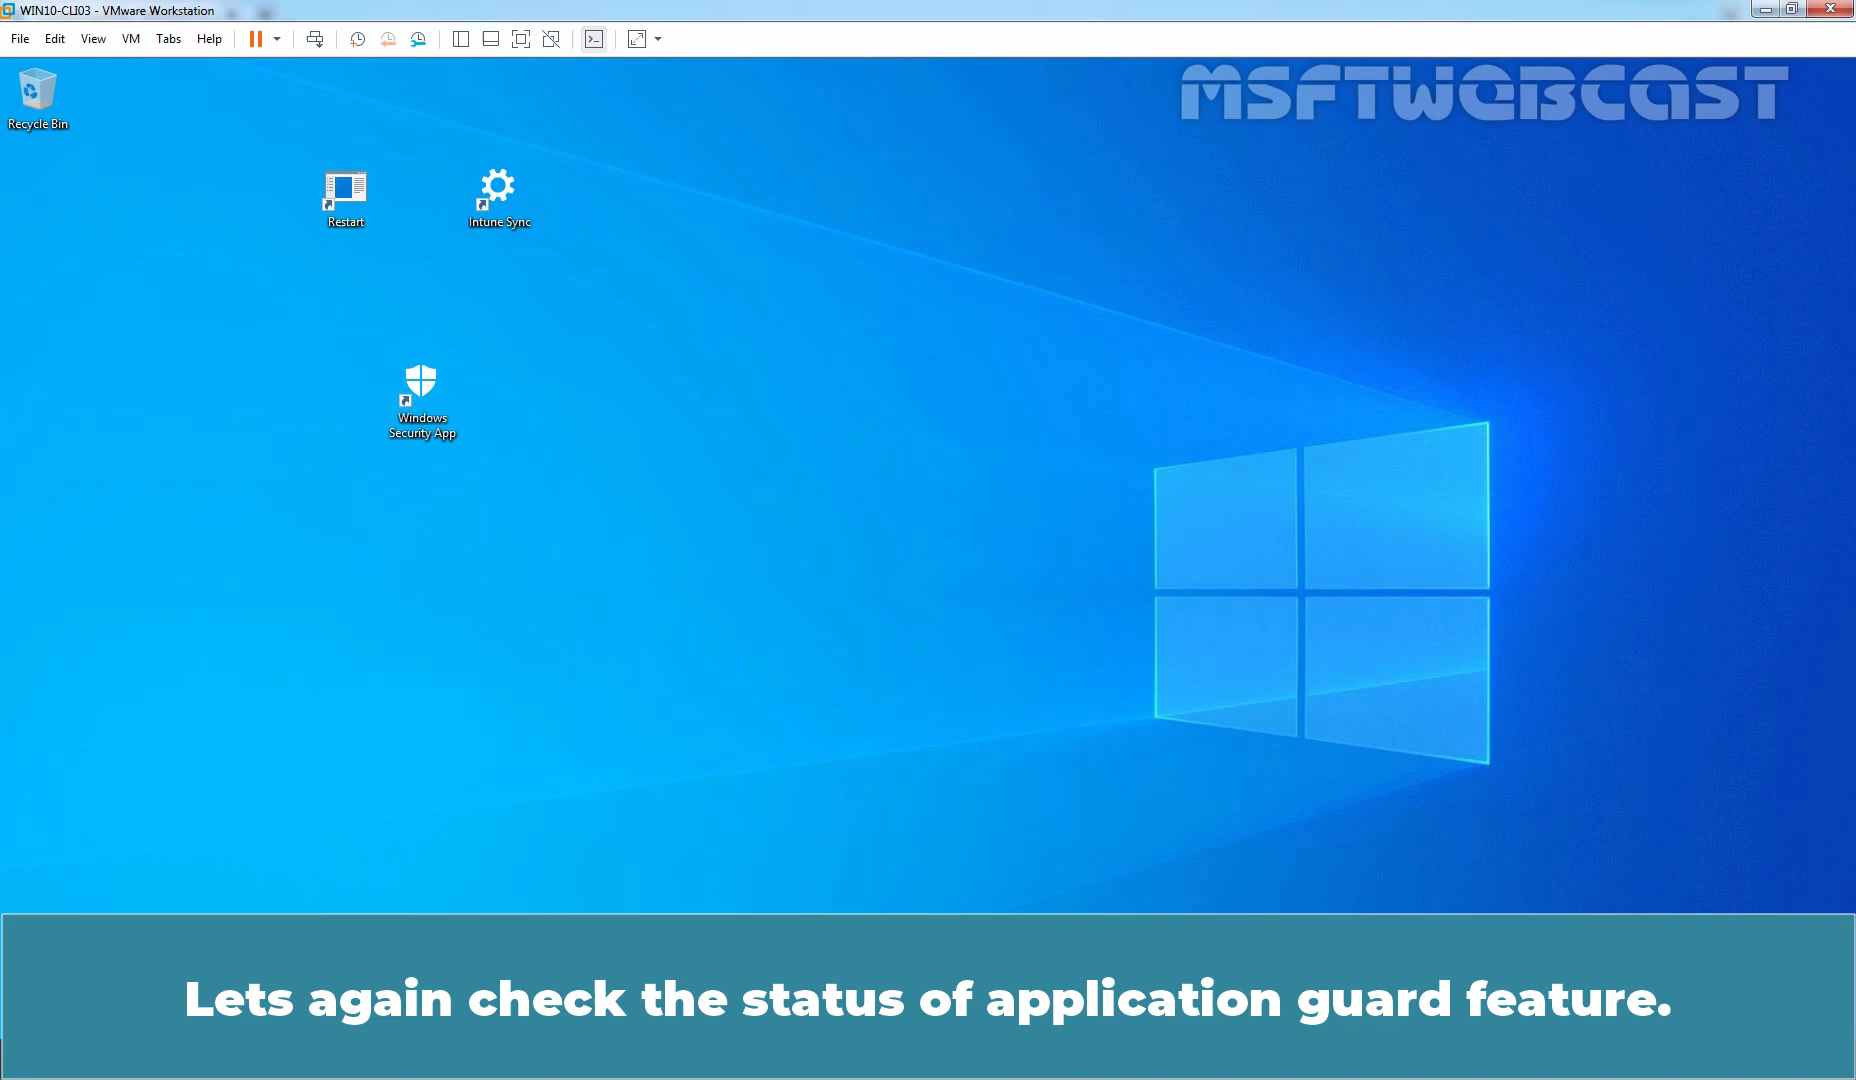 WIN10-CLI03 - VMware Workstation
File Edit View VM Tabs Help
MSFTWEBCAST
Recycle Bin
Restart
Intune Sync
Windows
Security App
Lets again check the status of application guard feature.